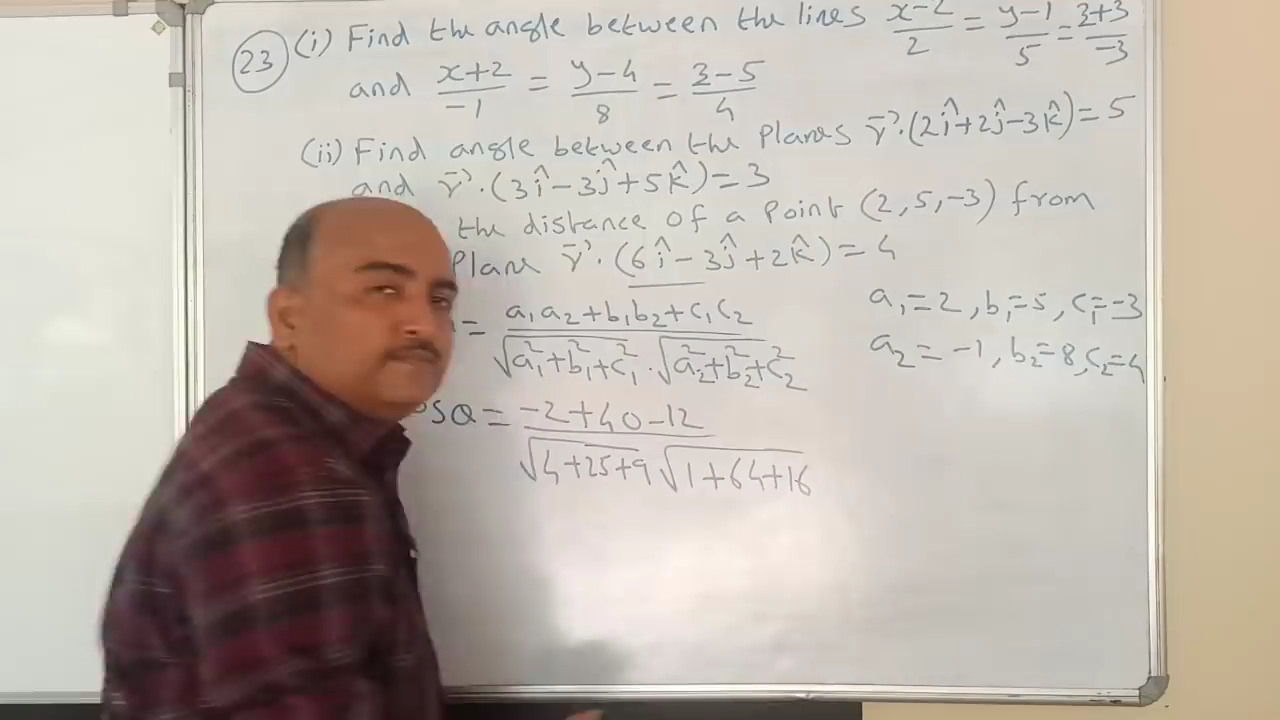 23 (i) Find the angle between the lines x-2/2 = y-1/5 = 3+3/-3
and x+2/-1 = y-4/8 = 3-5/4
(ii) Find angle between the Planes r⃗·(2î+2ĵ-3k̂)=5
and r⃗·(3î-3ĵ+5k̂)=3
the distance of a Point (2,5,-3) from
Plane r⃗·(6î-3ĵ+2k̂)=4
= a₁a₂+b₁b₂+c₁c₂ / √a₁²+b₁²+c₁² · √a₂²+b₂²+c₂²
a₁=2, b₁=5, c₁=-3
a₂=-1, b₂=8, c₂=4
osθ = -2+40-12 / √4+25+9 √1+64+16